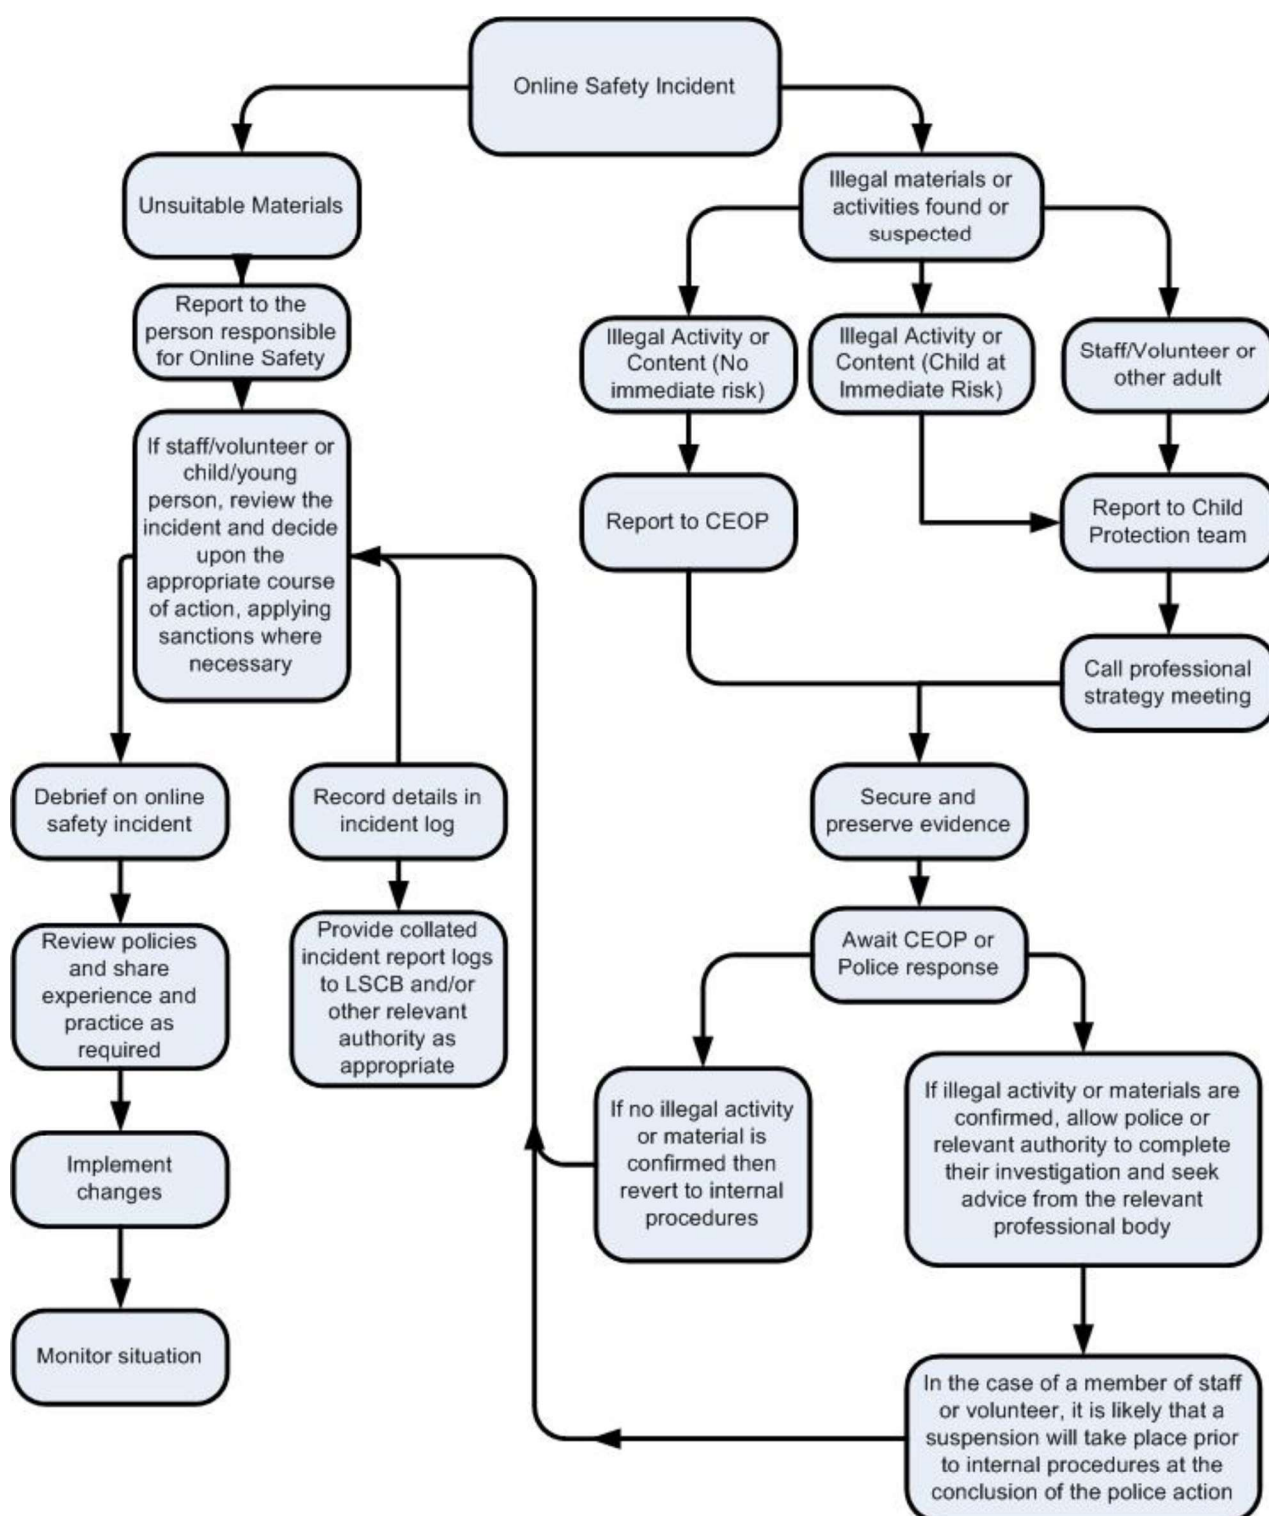 Online Safety Incident
Unsuitable Materials
Report to the
person responsible
for Online Safety
If staff/volunteer or
child/young
person, review the
incident and decide
upon the
appropriate course
of action, applying
sanctions where
necessary
Debrief on online
safety incident
Review policies
and share
experience and
practice as
required
Implement
changes
Monitor situation
Record details in
incident log
Provide collated
incident report logs
to LSCB and/or
other relevant
authority as
appropriate
Illegal materials or
activities found or
suspected
Illegal Activity or
Content (No
immediate risk)
Illegal Activity or
Content (Child at
Immediate Risk)
Staff/Volunteer or
other adult
Report to CEOP
Report to Child
Protection team
Call professional
strategy meeting
Secure and
preserve evidence
Await CEOP or
Police response
If no illegal activity
or material is
confirmed then
revert to internal
procedures
If illegal activity or materials are
confirmed, allow police or
relevant authority to complete
their investigation and seek
advice from the relevant
professional body
In the case of a member of staff
or volunteer, it is likely that a
suspension will take place prior
to internal procedures at the
conclusion of the police action